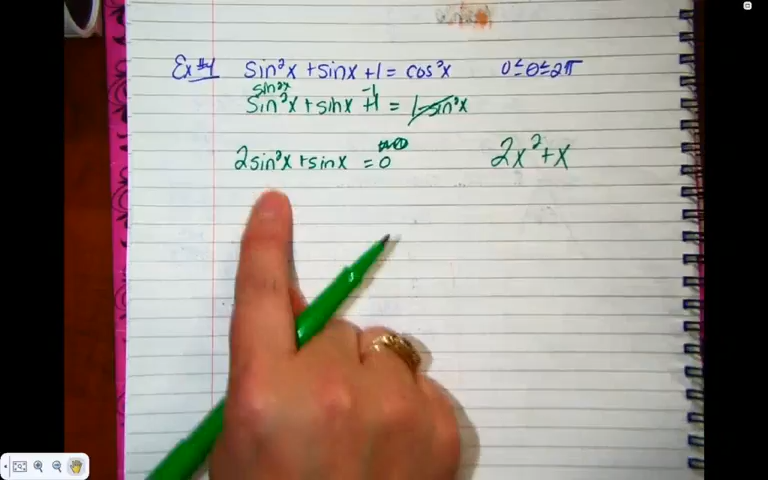 Ex #4 sin²x + sinx + 1 = cos²x 0 ≤ θ ≤ 2π
sin²x -1
sin²x + sinx + 1 = 1 - sin²x
2sin²x + sinx = 0 2x² + x